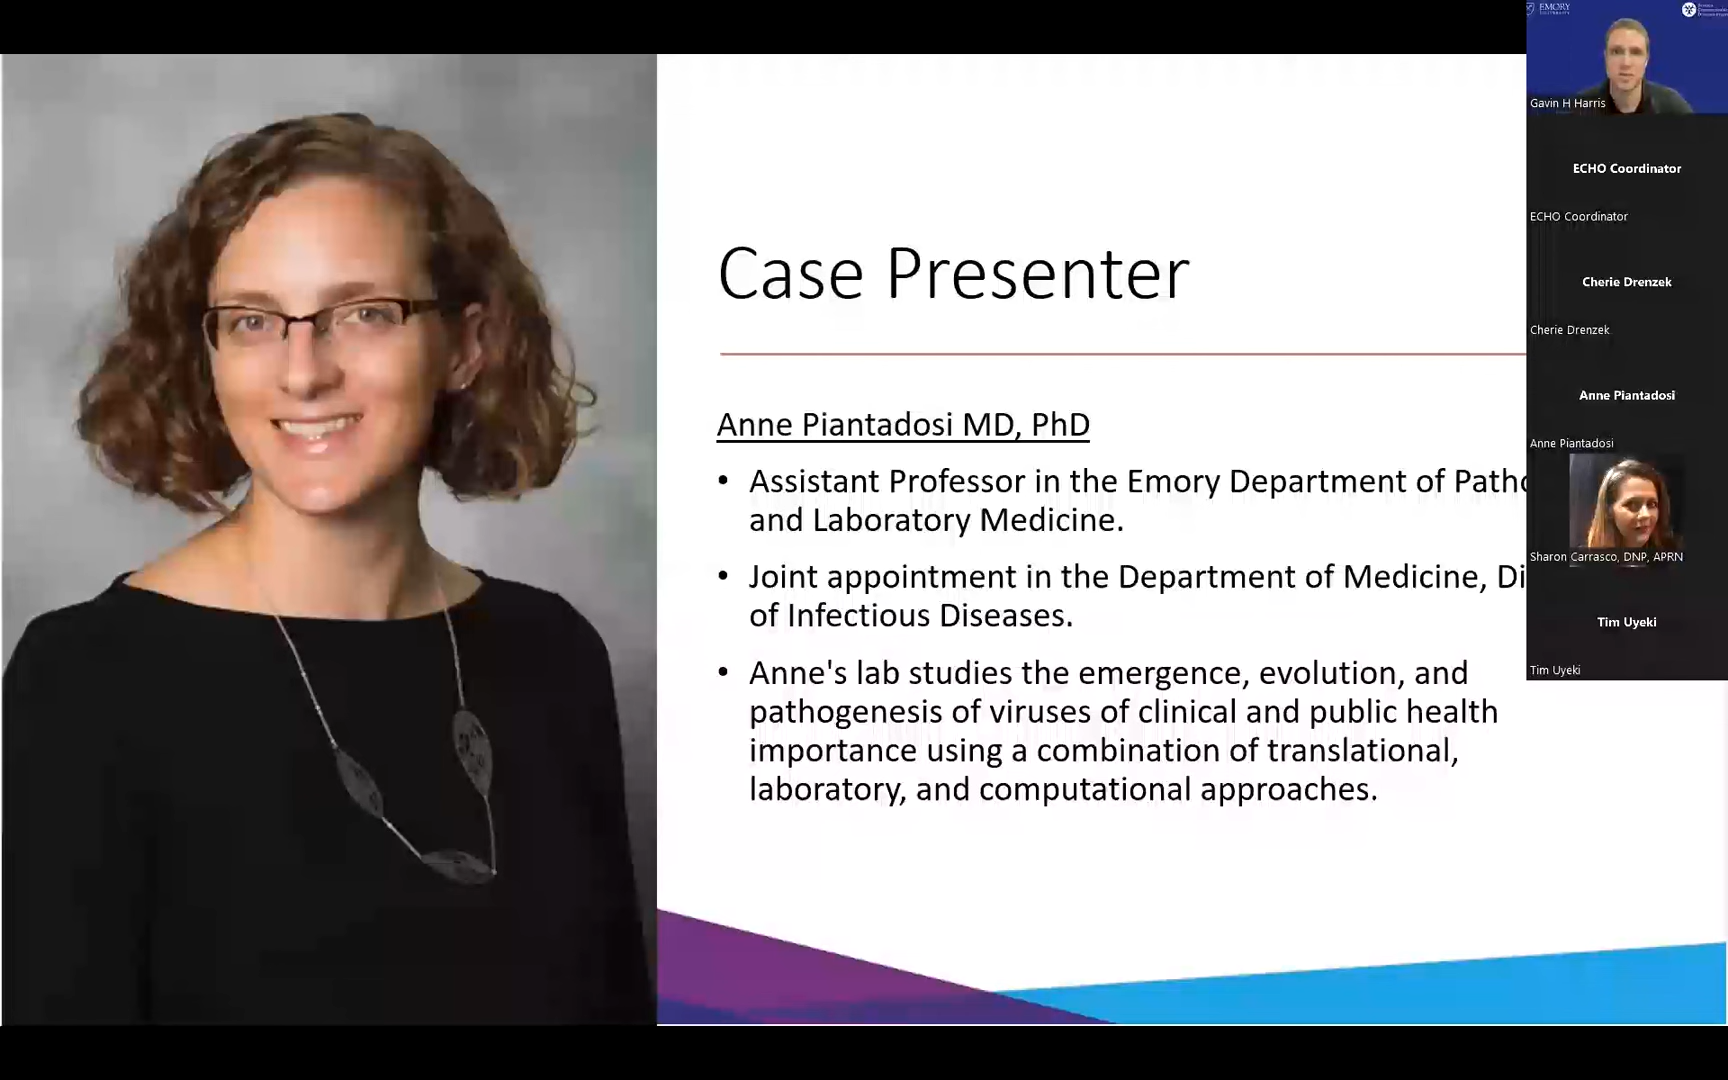 Case Presenter
Anne Piantadosi MD, PhD
• Assistant Professor in the Emory Department of
and Laboratory Medicine.
• Joint appointment in the Department of Medicine,
of Infectious Diseases.
• Anne's lab studies the emergence, evolution, and
pathogenesis of viruses of clinical and public health
importance using a combination of translational,
laboratory, and computational approaches.
EMORY
Gavin H Harris
ECHO Coordinator
ECHO Coordinator
Cherie Drenzek
Cherie Drenzek
Anne Piantadosi
Anne Piantadosi
Sharon Carrasco, DNP, APRN
Tim Uyeki
Tim Uyeki